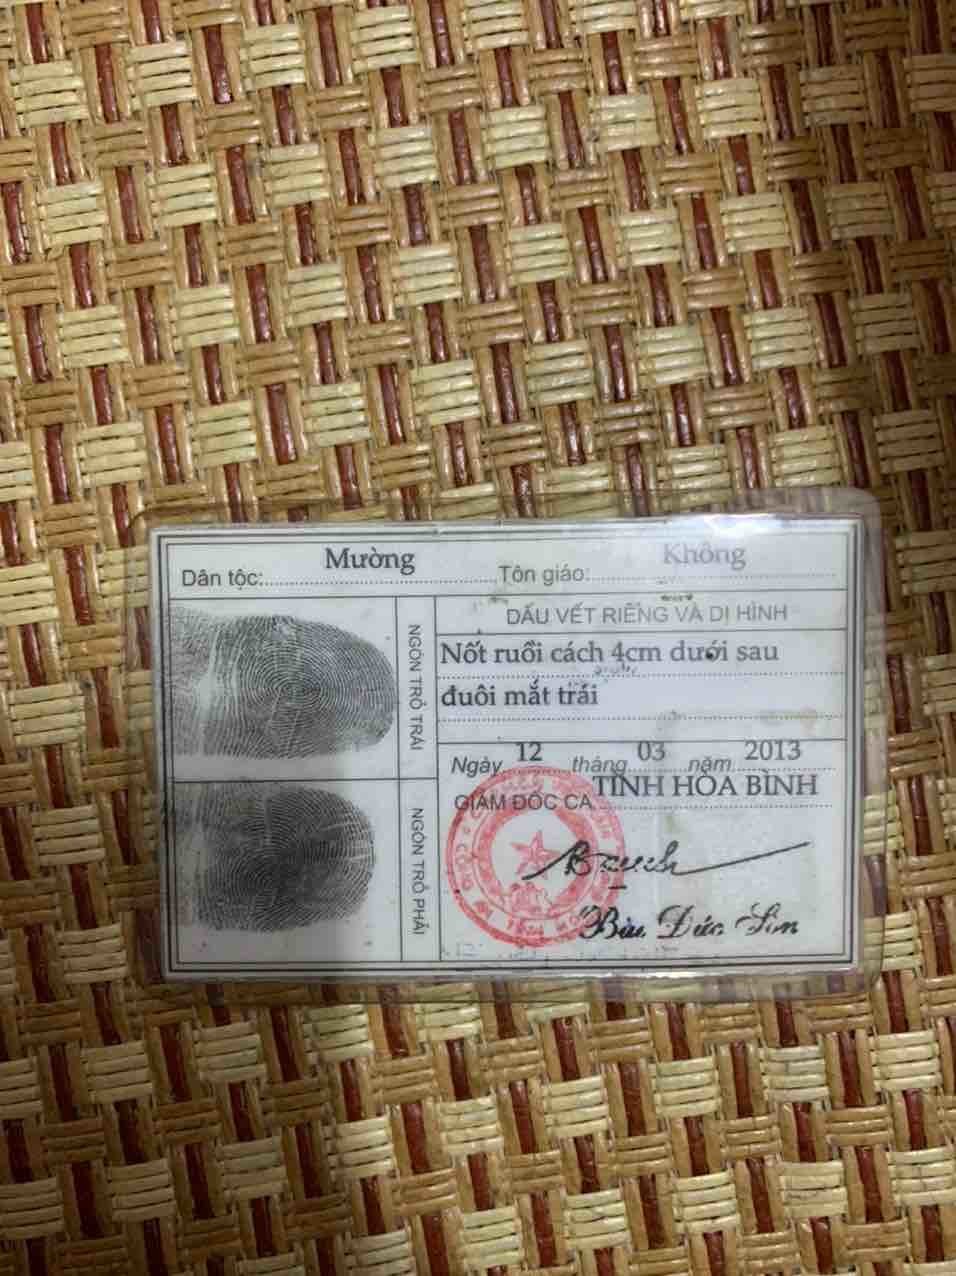 Dân tộc: Mường Tôn giáo: Không
NGÓN TRỎ TRÁI
NGÓN TRỎ PHẢI
DẤU VẾT RIÊNG VÀ DỊ HÌNH
Nốt ruồi cách 4cm dưới sau
đuôi mắt trái
Ngày 12 tháng 03 năm 2013
GIÁM ĐỐC CA TỈNH HÒA BÌNH
Bùi Đức Sòn